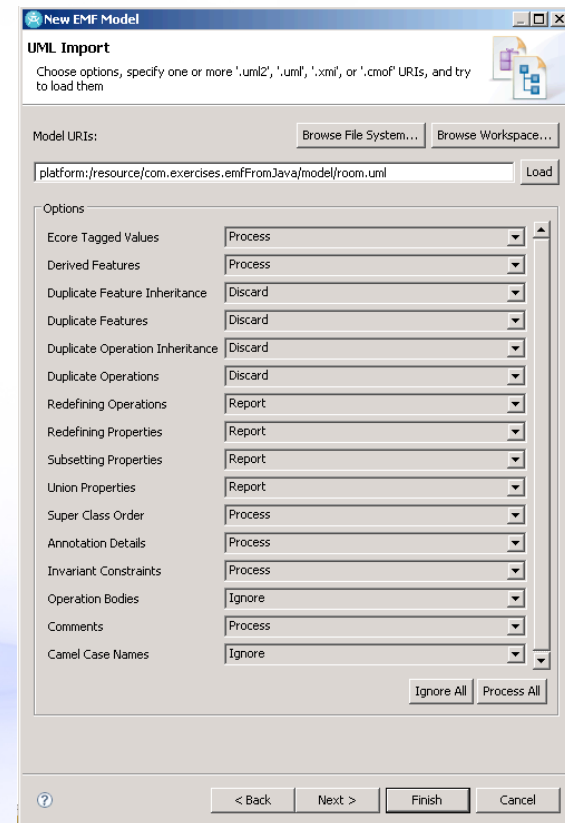 New EMF Model
UML Import
Choose options, specify one or more '.uml2', '.uml', '.xmi', or '.cmof' URIs, and try
to load them
Model URIs:
Browse File System...
Browse Workspace...
platform:/resource/com.exercises.emfFromJava/model/room.uml
Load
Options
Ecore Tagged Values Process
Derived Features Process
Duplicate Feature Inheritance Discard
Duplicate Features Discard
Duplicate Operation Inheritance Discard
Duplicate Operations Discard
Redefining Operations Report
Redefining Properties Report
Subsetting Properties Report
Union Properties Report
Super Class Order Process
Annotation Details Process
Invariant Constraints Process
Operation Bodies Ignore
Comments Process
Camel Case Names Ignore
Ignore All
Process All
< Back
Next >
Finish
Cancel